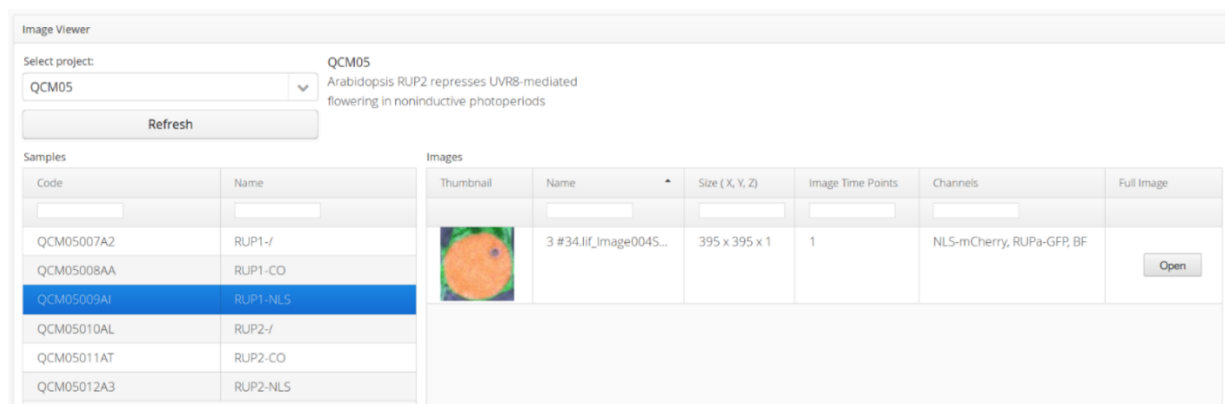 Image Viewer
Select project:
QCM05
Refresh
QCM05
Arabidopsis RUP2 represses UVR8-mediated
flowering in noninductive photoperiods
Samples
Code Name
QCM05007A2 RUP1-/
QCM05008AA RUP1-CO
QCM05009AI RUP1-NLS
QCM05010AL RUP2-/
QCM05011AT RUP2-CO
QCM05012A3 RUP2-NLS
Images
Thumbnail Name Size ( X, Y, Z) Image Time Points Channels Full Image
3 #34.lif_Image004S... 395 x 395 x 1 1 NLS-mCherry, RUPa-GFP, BF Open